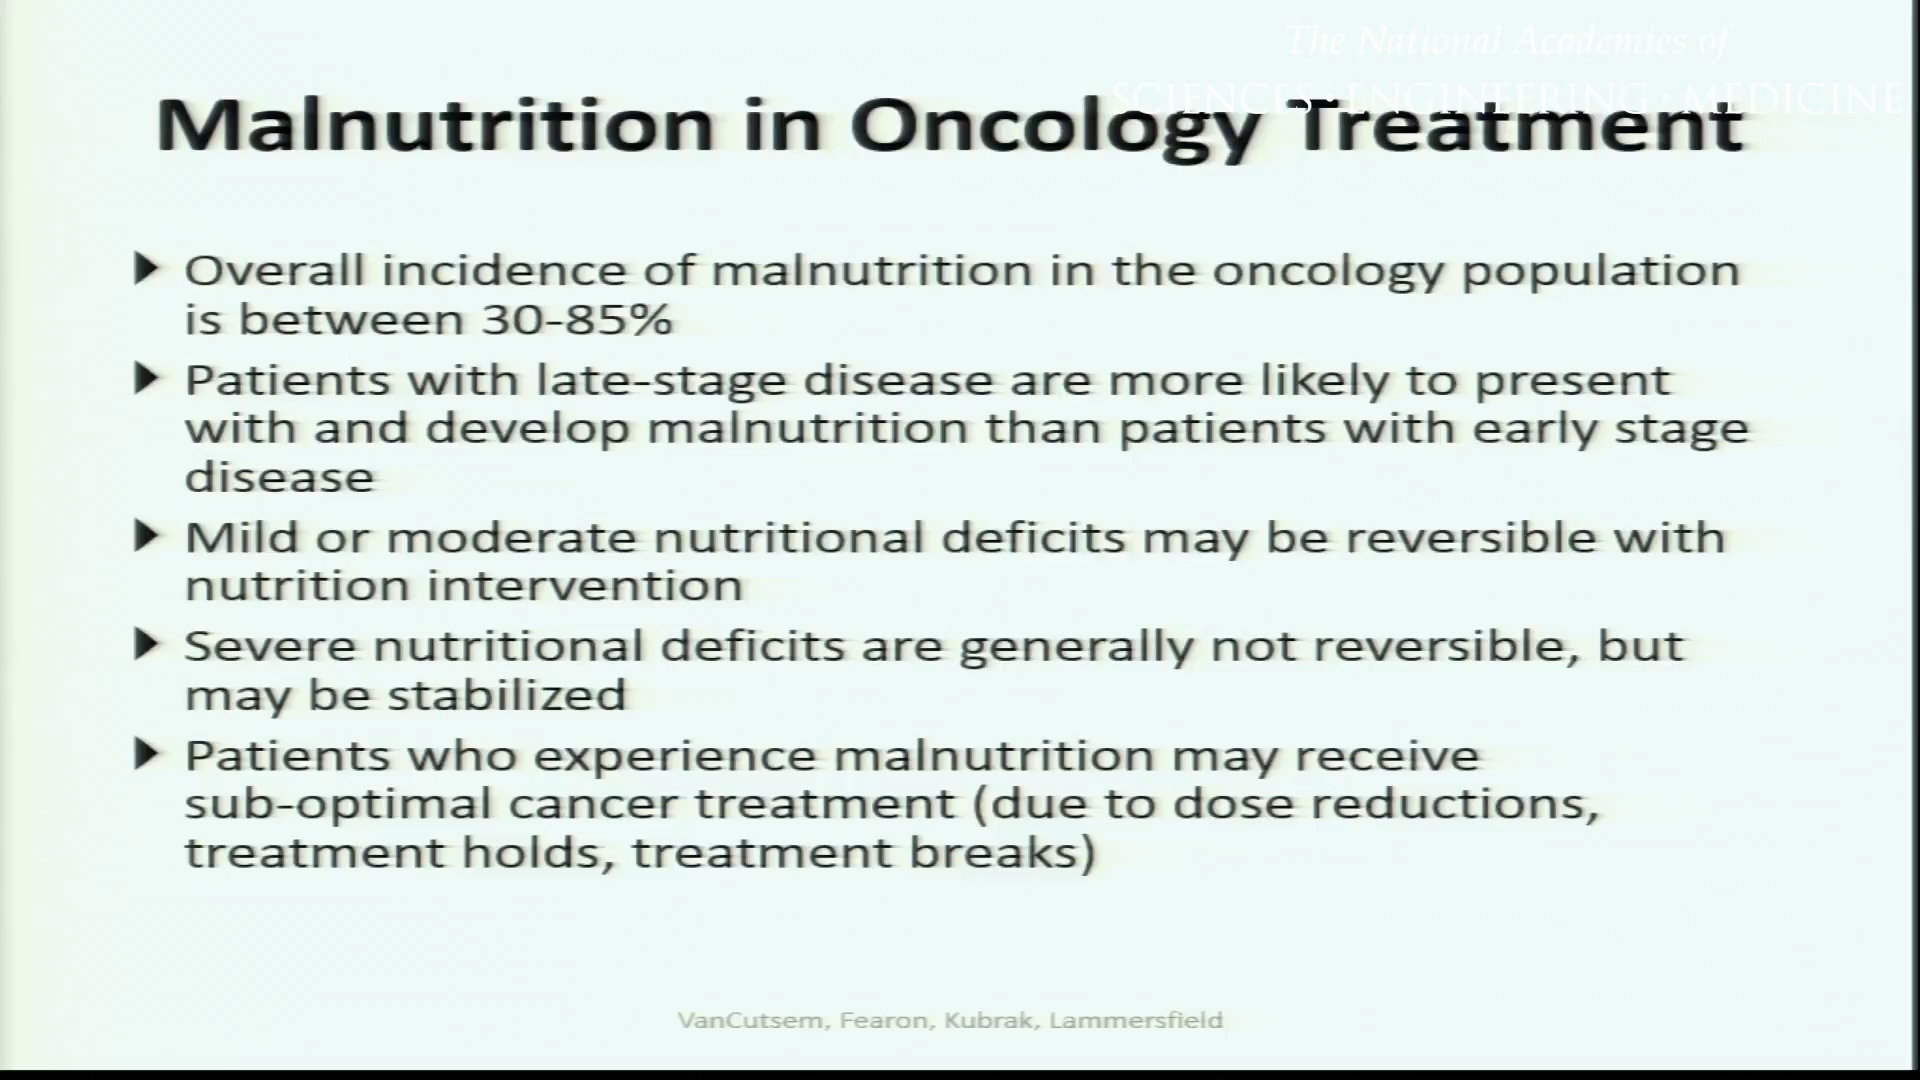 The National Academies of
SCIENCES · ENGINEERING · MEDICINE
Malnutrition in Oncology Treatment
Overall incidence of malnutrition in the oncology population
is between 30-85%
Patients with late-stage disease are more likely to present
with and develop malnutrition than patients with early stage
disease
Mild or moderate nutritional deficits may be reversible with
nutrition intervention
Severe nutritional deficits are generally not reversible, but
may be stabilized
Patients who experience malnutrition may receive
sub-optimal cancer treatment (due to dose reductions,
treatment holds, treatment breaks)
VanCutsem, Fearon, Kubrak, Lammersfield